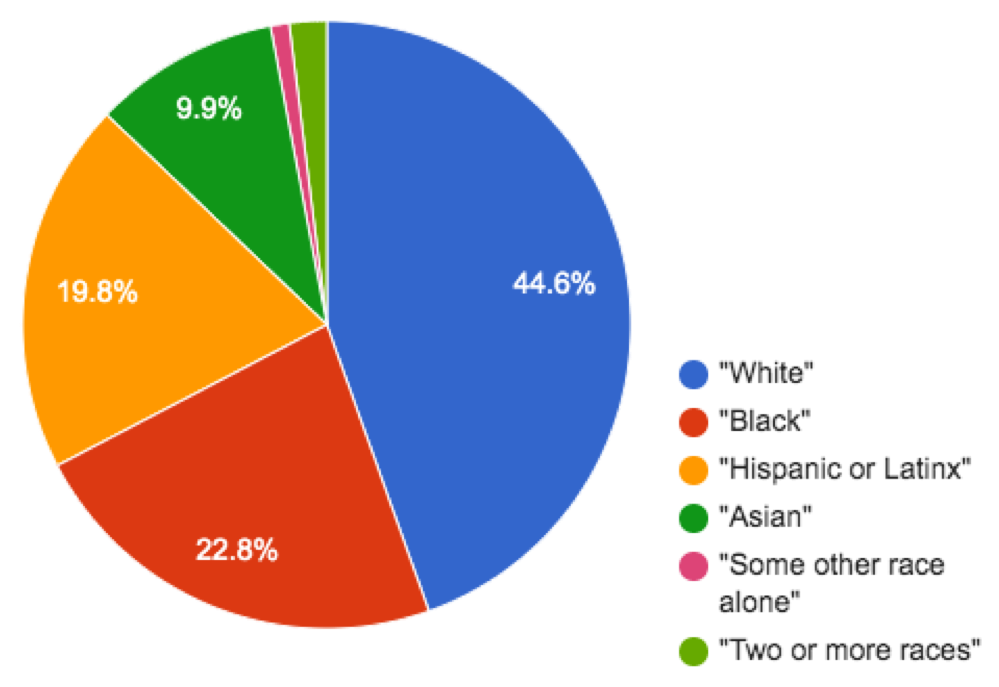 9.9%
19.8%
44.6%
22.8%
"White"
"Black"
"Hispanic or Latinx"
"Asian"
"Some other race
alone"
"Two or more races"